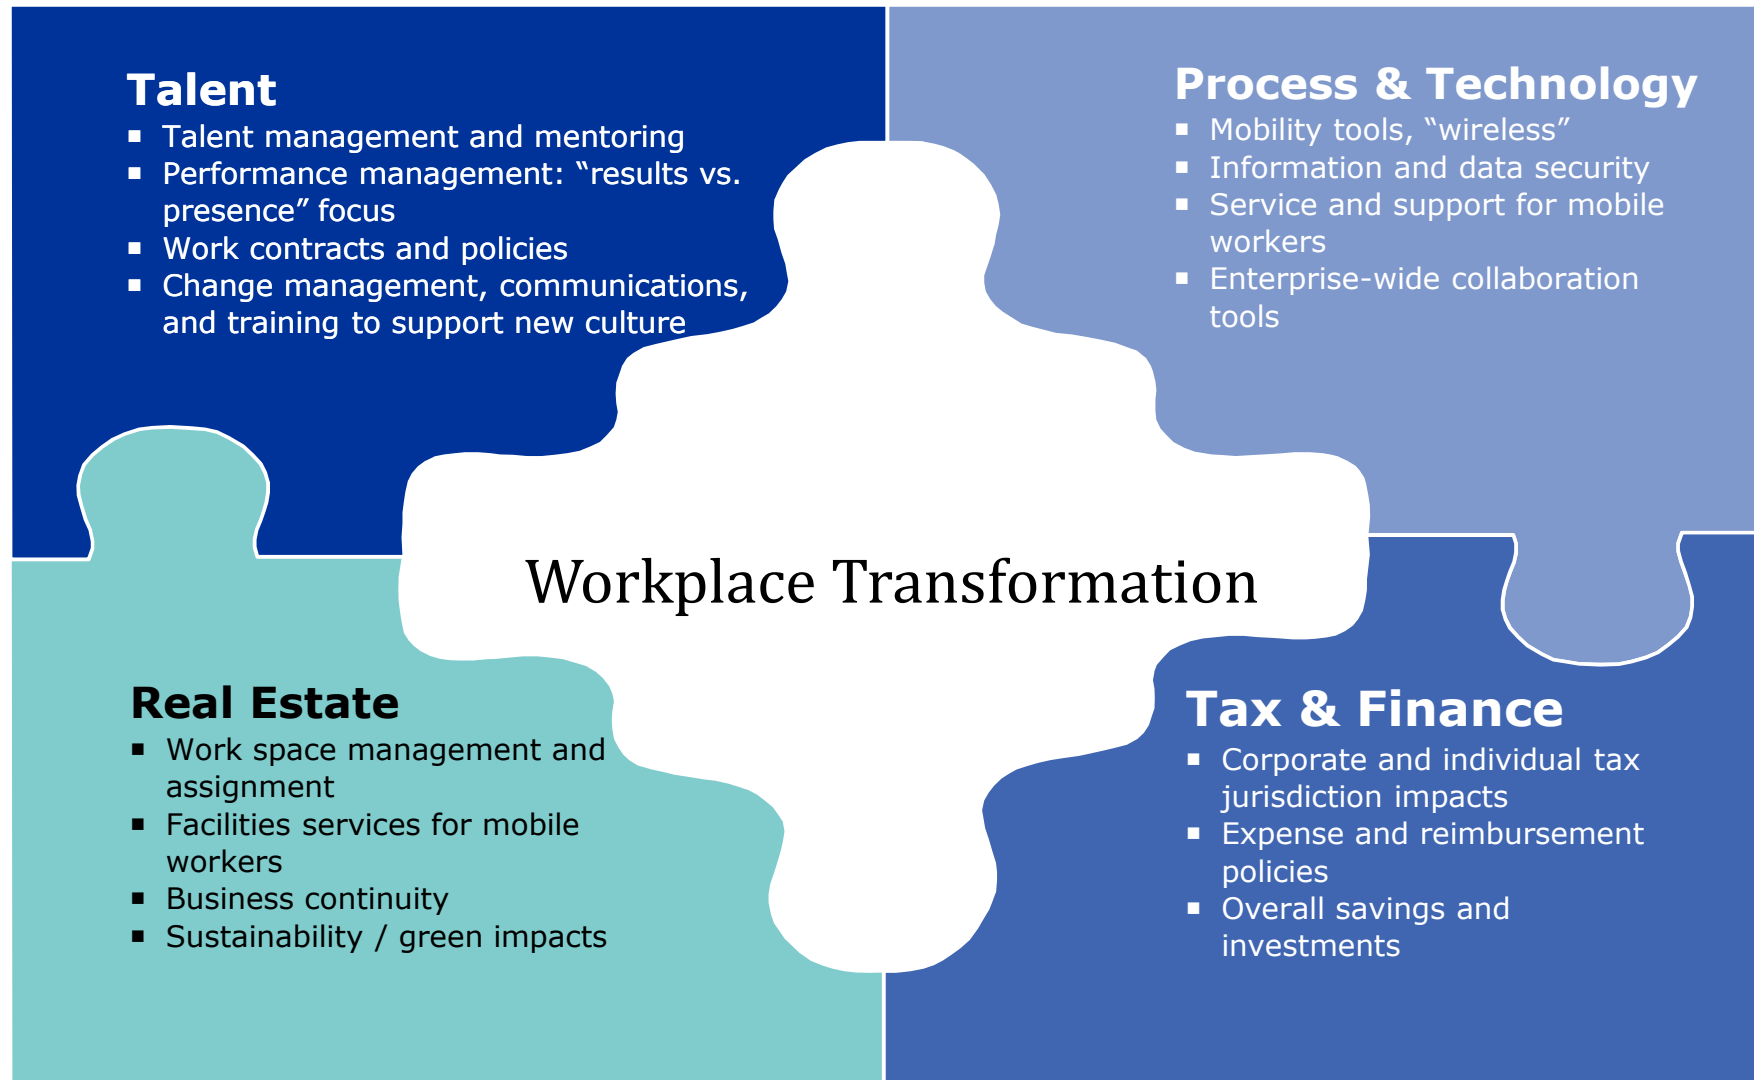 Talent
▪ Talent management and mentoring
▪ Performance management: “results vs.
presence” focus
▪ Work contracts and policies
▪ Change management, communications,
and training to support new culture
Process & Technology
▪ Mobility tools, “wireless”
▪ Information and data security
▪ Service and support for mobile
workers
▪ Enterprise-wide collaboration
tools
Workplace Transformation
Real Estate
▪ Work space management and
assignment
▪ Facilities services for mobile
workers
▪ Business continuity
▪ Sustainability / green impacts
Tax & Finance
▪ Corporate and individual tax
jurisdiction impacts
▪ Expense and reimbursement
policies
▪ Overall savings and
investments